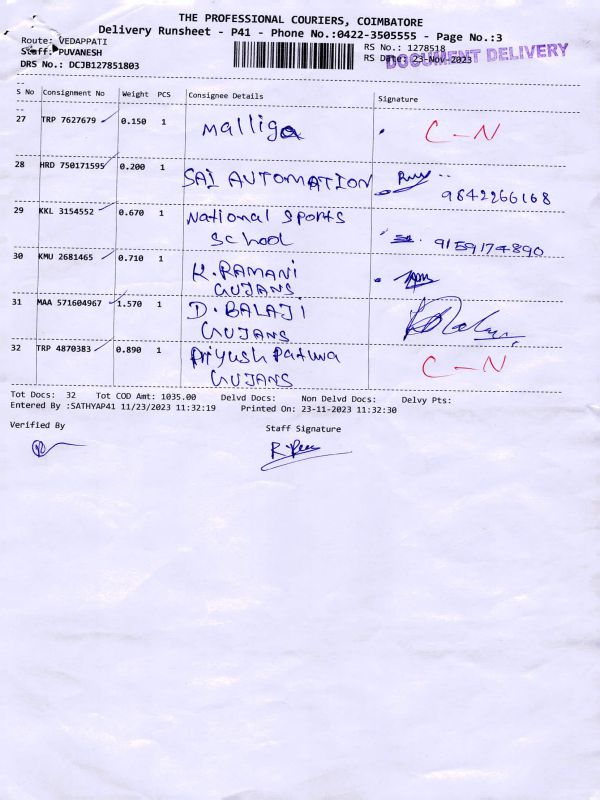 THE PROFESSIONAL COURIERS, COIMBATORE
Delivery Runsheet - P41 - Phone No.:0422-3505555 - Page No.:3
Route: VEDAPPATI
RS No.: 1278518
Staff: PUVANESH
RS Date: 23-Nov-2023
DOCUMENT DELIVERY
DRS No.: DCJB127851803
S No Consignment No Weight PCS Consignee Details Signature
27 TRP 7627679 0.150 1 Malliga C-N
28 HRD 750171595 0.200 1 SAI AUTOMATION 9842266168
29 KKL 3154552 0.670 1 National Sports
School 9159174890
30 KMU 2681465 0.710 1 K.RAMANI
GUJANS
31 MAA 571604967 1.570 1 D.BALAJI
GUJANS
32 TRP 4870383 0.890 1 Priyush Patwa C-N
GUJANS
Tot Docs: 32 Tot COD Amt: 1035.00 Delvd Docs: Non Delvd Docs: Delvy Pts:
Entered By :SATHYAP41 11/23/2023 11:32:19 Printed On: 23-11-2023 11:32:30
Verified By Staff Signature